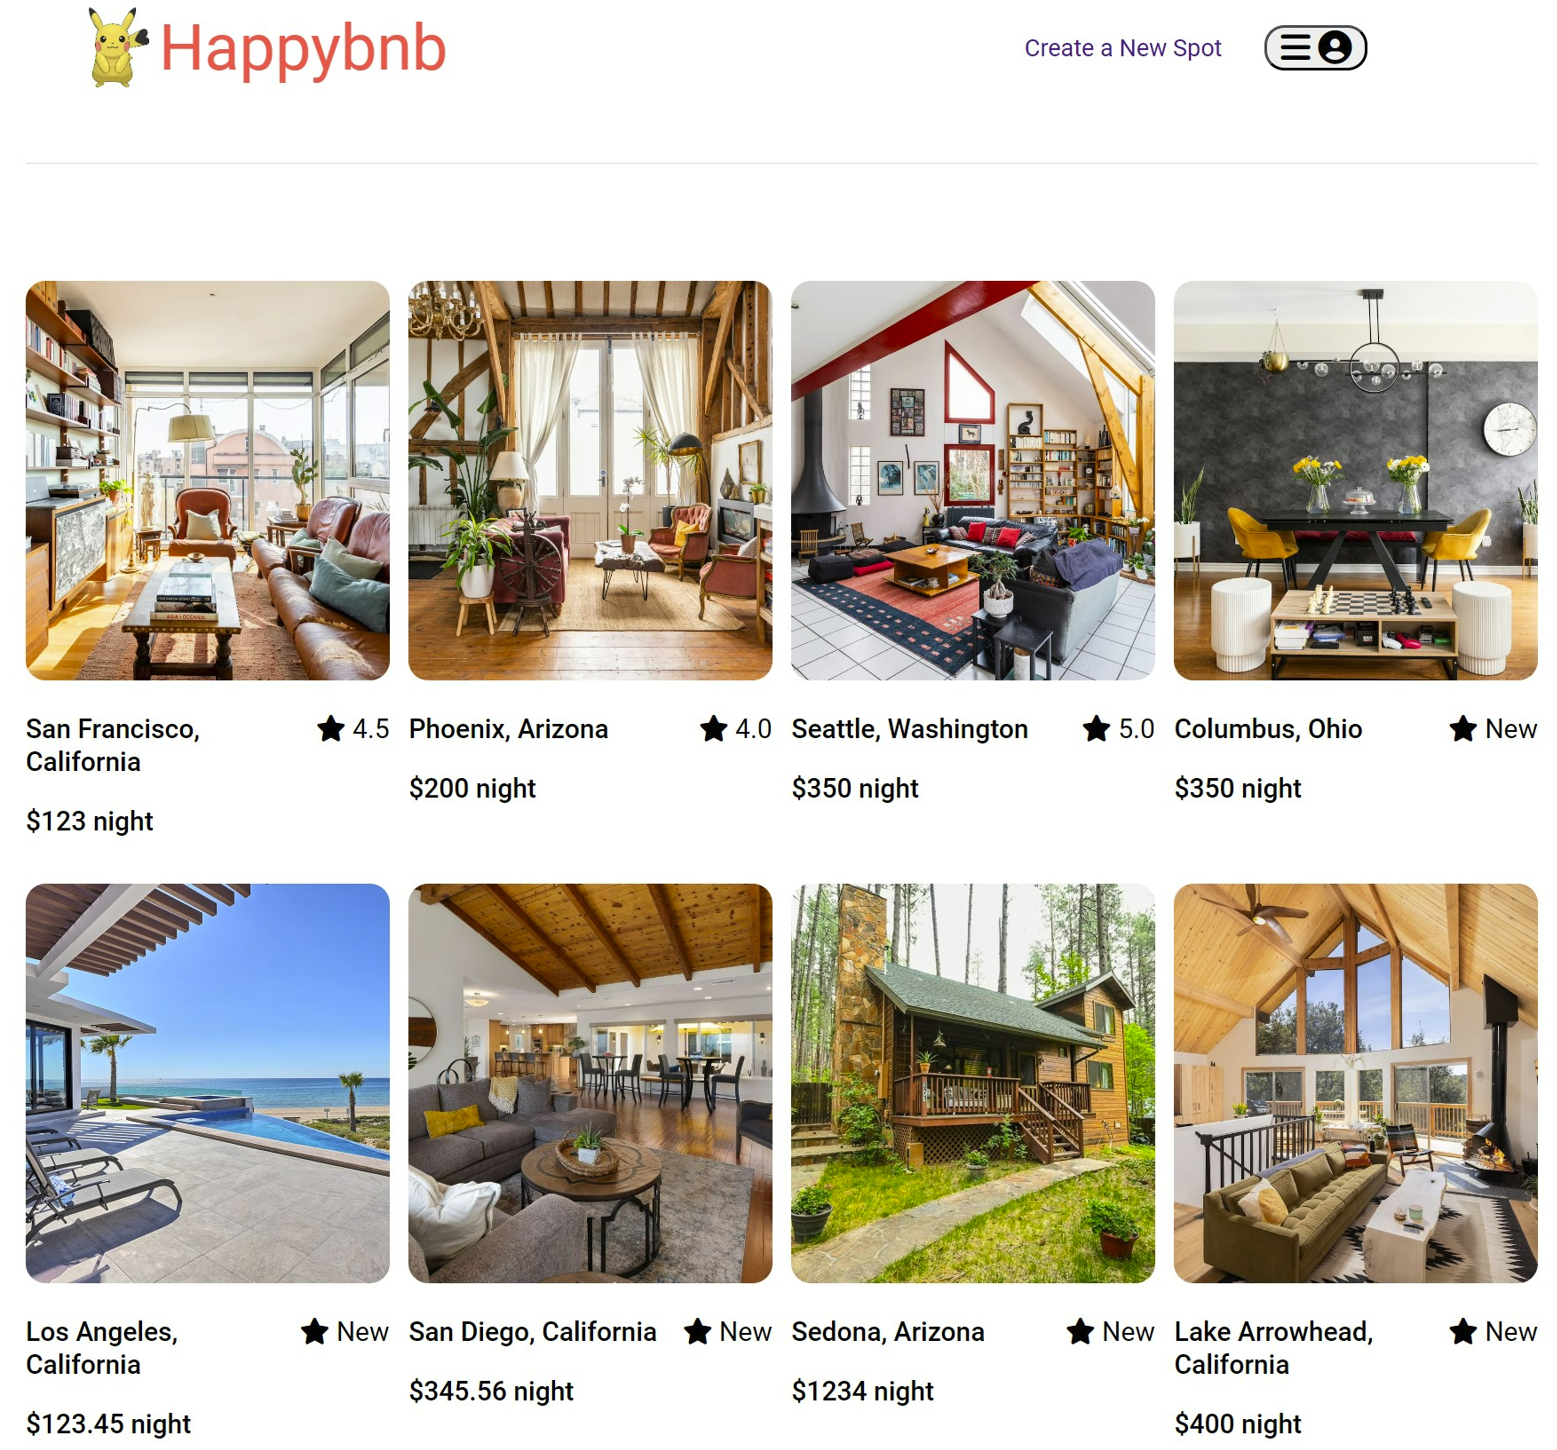 Happybnb
Create a New Spot
San Francisco,
California
4.5
$123 night
Phoenix, Arizona
4.0
$200 night
Seattle, Washington
5.0
$350 night
Columbus, Ohio
New
$350 night
Los Angeles,
California
New
$123.45 night
San Diego, California
New
$345.56 night
Sedona, Arizona
New
$1234 night
Lake Arrowhead,
California
New
$400 night